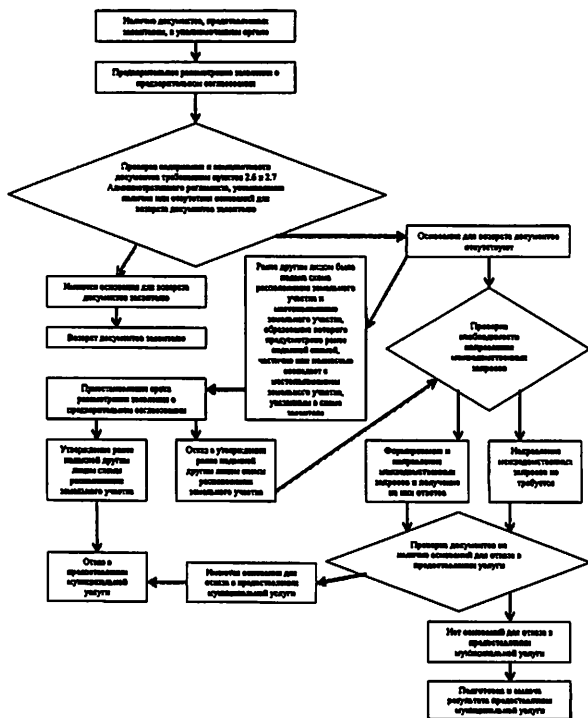 Наличие документов, представленных
заявителем, в уполномоченном органе
Предварительное рассмотрение заявления о
предварительном согласовании
Проверка содержания и комплектности
документов требованиям пунктов 2.6 и 2.7
Административного регламента, установление
наличия или отсутствия оснований для
возврата документов заявителю
Основания для возврата документов
отсутствуют
Имеются основания для возврата
документов заявителю
Возврат документов заявителю
Ранее другим лицом была
подана схема
расположения земельного
участка и
местоположение
земельного участка,
образование которого
предусмотрено ранее
поданной схемой,
частично или полностью
совпадает с
местоположением
земельного участка,
указанным в схеме
заявителя
Проверка
необходимости
направления
межведомственных
запросов
Приостановление срока
рассмотрения заявления о
предварительном согласовании
Утверждение ранее
поданной другим
лицом схемы
расположения
земельного участка
Отказ в утверждении
ранее поданной
другим лицом схемы
расположения
земельного участка
Формирование и
направление
межведомственных
запросов и получение
на них ответов
Направление
межведомственных
запросов не
требуется
Проверка документов на
наличие оснований для отказа в
предоставлении услуги
Отказ в
предоставлении
муниципальной
услуги
Имеются основания для
отказа в предоставлении
муниципальной услуги
Нет оснований для отказа в
предоставлении
муниципальной услуги
Подготовка и выдача
результата предоставления
муниципальной услуги